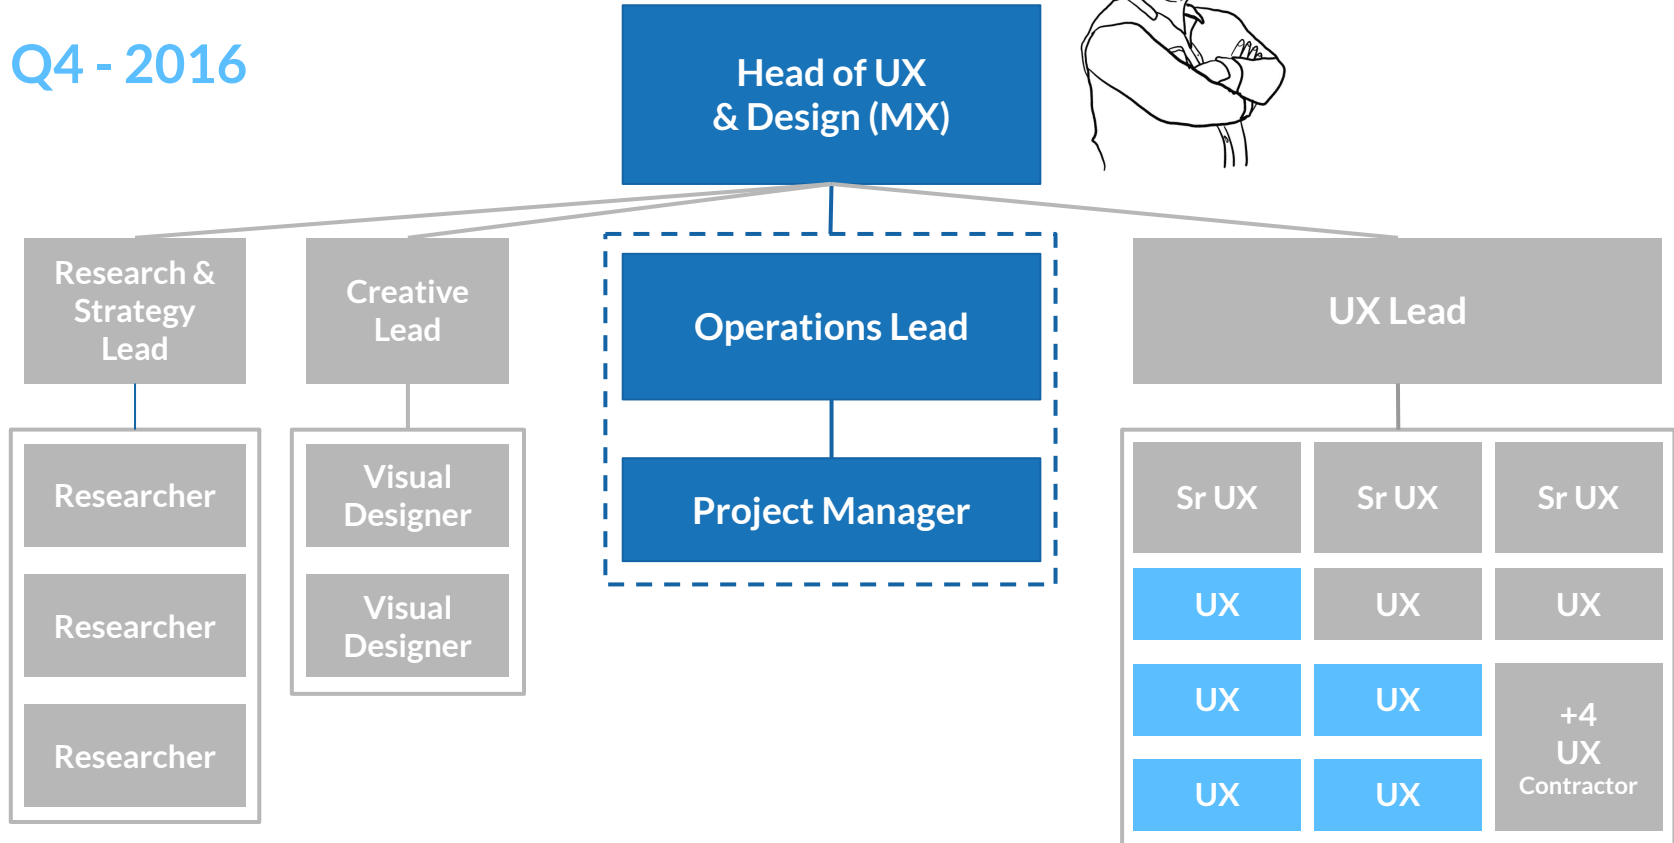 Q4 - 2016
Head of UX
& Design (MX)
Research &
Strategy
Lead
Creative
Lead
Operations Lead
UX Lead
Researcher
Researcher
Researcher
Visual
Designer
Visual
Designer
Project Manager
Sr UX
Sr UX
Sr UX
UX
UX
UX
UX
UX
+4
UX
Contractor
UX
UX